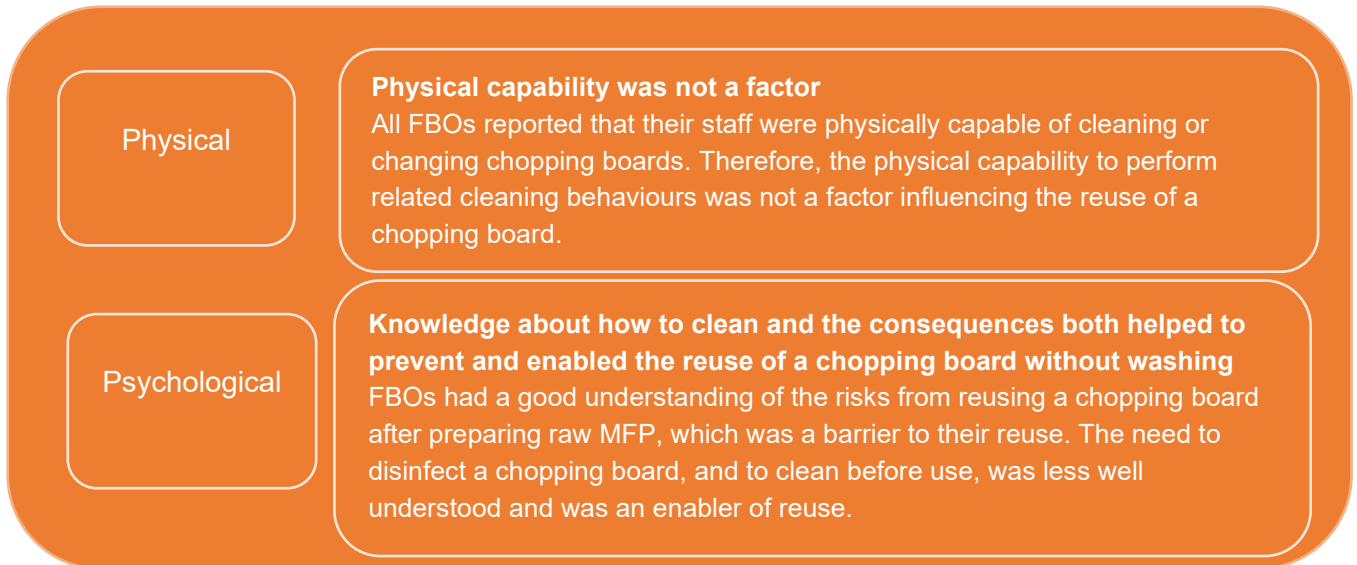 Physical
Physical capability was not a factor
All FBOs reported that their staff were physically capable of cleaning or
changing chopping boards. Therefore, the physical capability to perform
related cleaning behaviours was not a factor influencing the reuse of a
chopping board.
Psychological
Knowledge about how to clean and the consequences both helped to
prevent and enabled the reuse of a chopping board without washing
FBOs had a good understanding of the risks from reusing a chopping board
after preparing raw MFP, which was a barrier to their reuse. The need to
disinfect a chopping board, and to clean before use, was less well
understood and was an enabler of reuse.